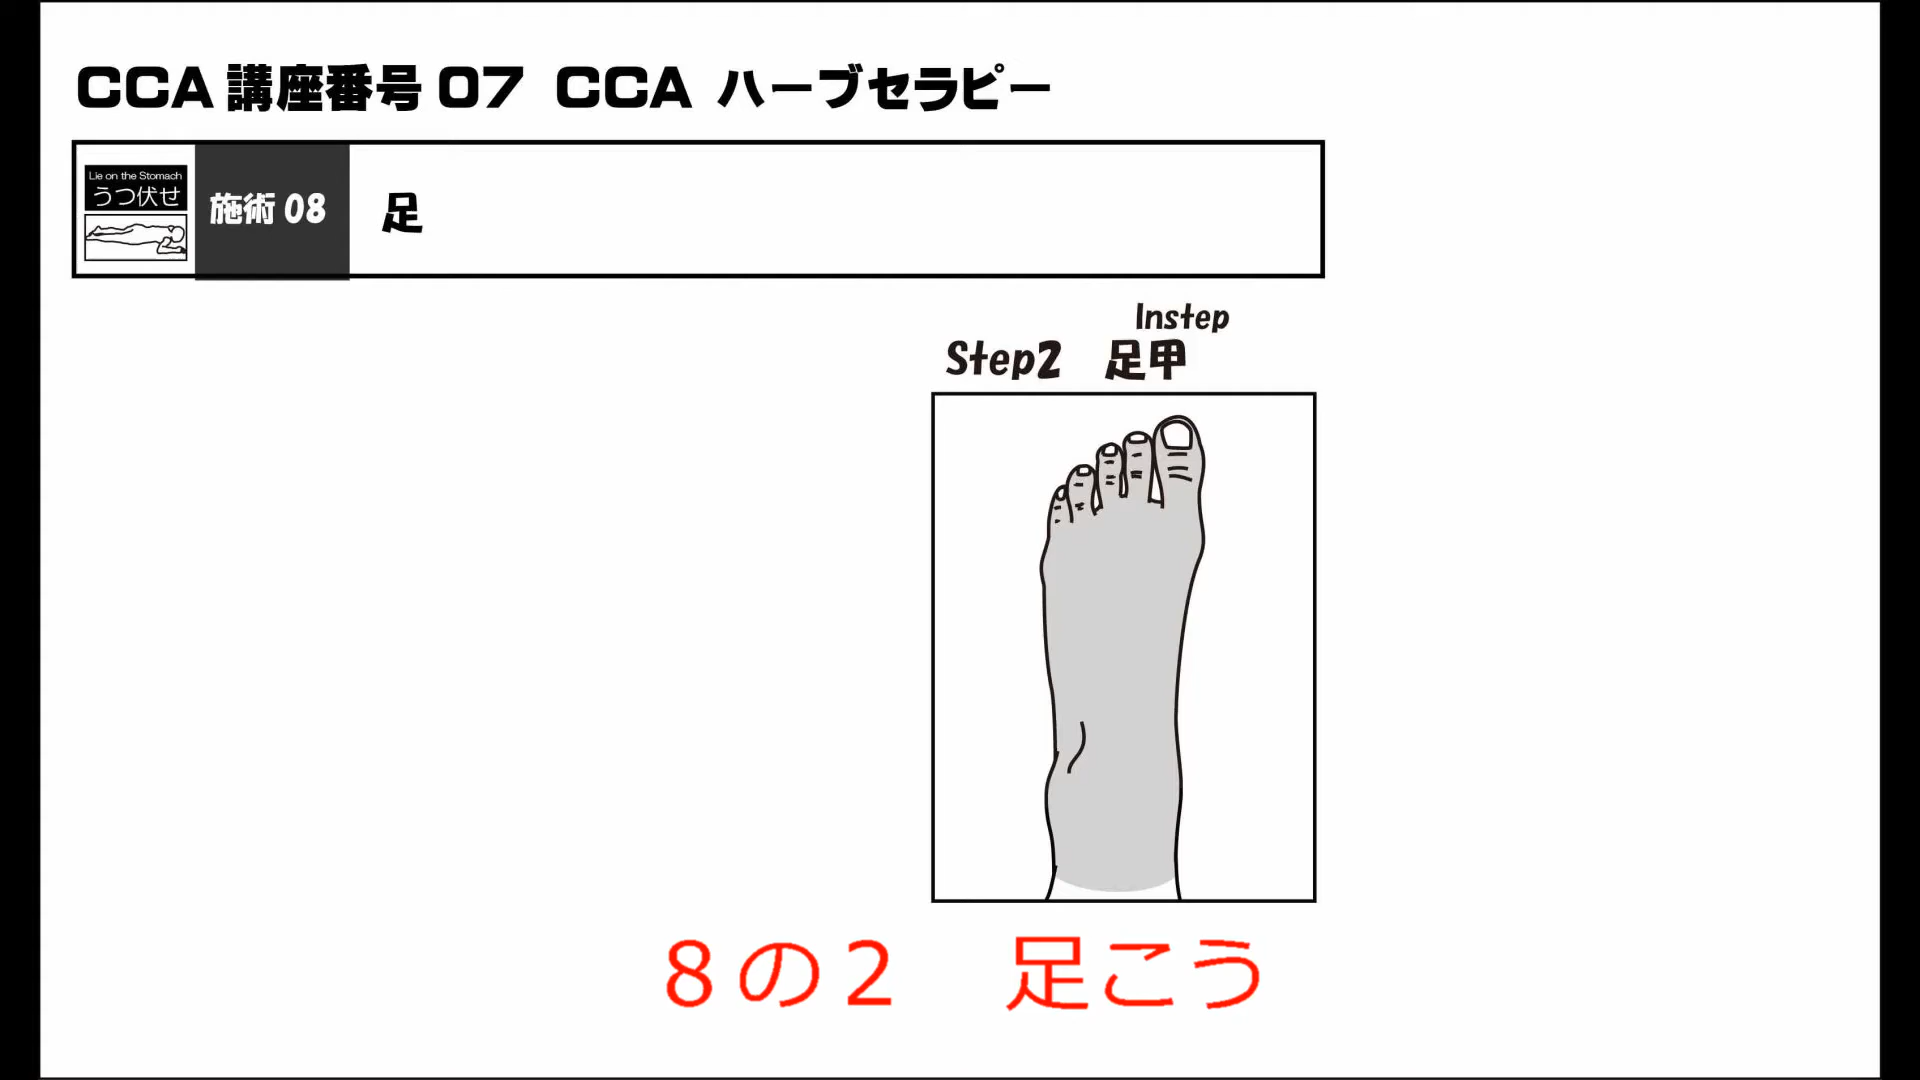 CCA 講座番号 07 CCA ハーブセラピー
Lie on the Stomach
うつ伏せ
施術 08
足
Instep
Step2 足甲
８の２　足こう